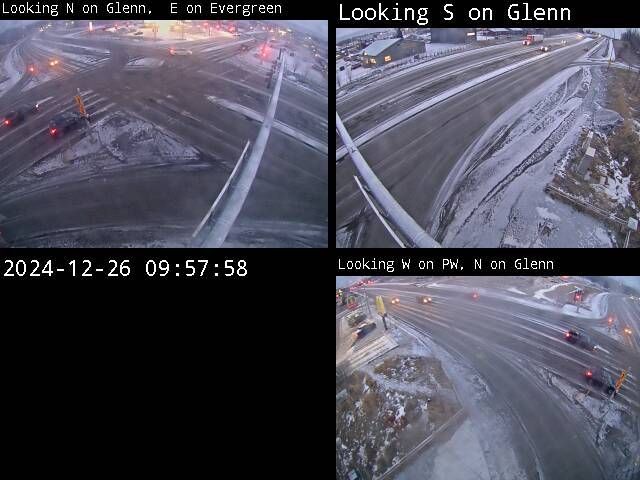 Looking N on Glenn,  E on Evergreen
Looking S on Glenn
2024-12-26 09:57:58
Looking W on PW, N on Glenn